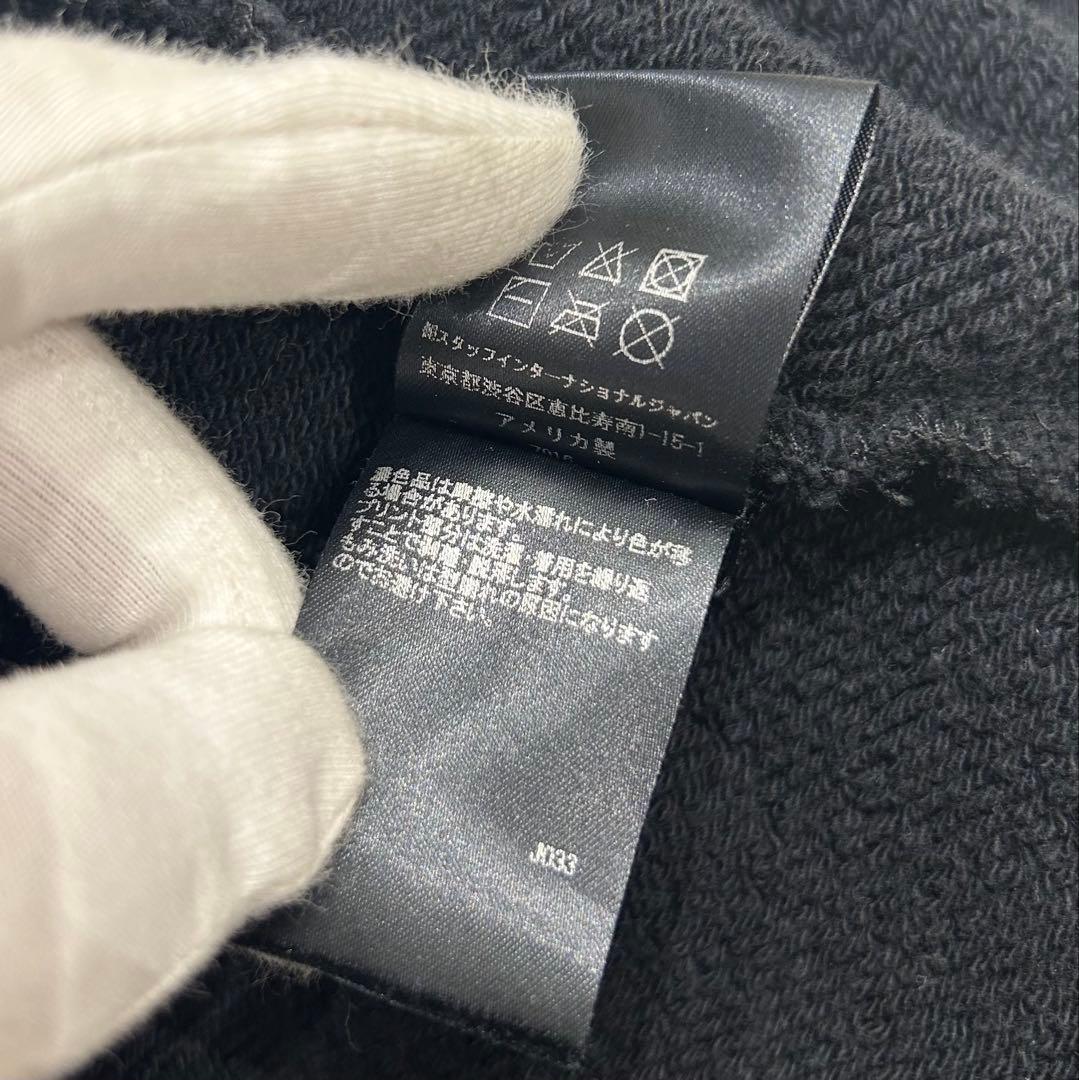 ㈱スタッフインターナショナルジャパン
東京都渋谷区恵比寿南1-15-1
アメリカ製
濃色品は摩擦や水濡れにより色が落
る場合があります。
プリント部分は洗濯、着用を繰り返
すことで剥離、脱落します。
もみ洗いは型崩れの原因になります
のでお避け下さい。